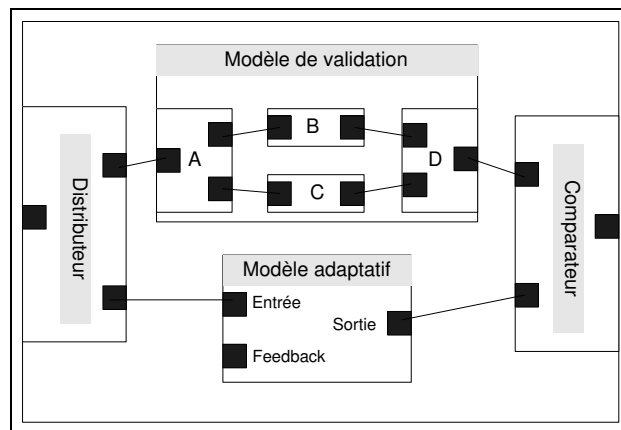 Modèle de validation
Distributeur
A
B
C
D
Comparateur
Modèle adaptatif
Entrée
Sortie
Feedback